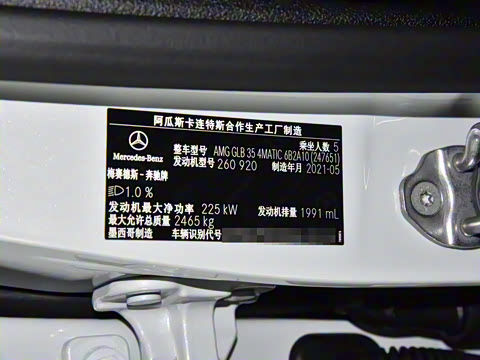 阿瓜斯卡连特斯合作生产工厂制造
乘坐人数 5
整车型号 AMG GLB 35 4MATIC 6B2A10 (247651)
发动机型号 260 920 制造年月 2021-05
Mercedes-Benz
梅赛德斯-奔驰牌
1.0 %
发动机最大净功率 225 kW 发动机排量 1991 mL
最大允许总质量 2465 kg
墨西哥制造 车辆识别代号